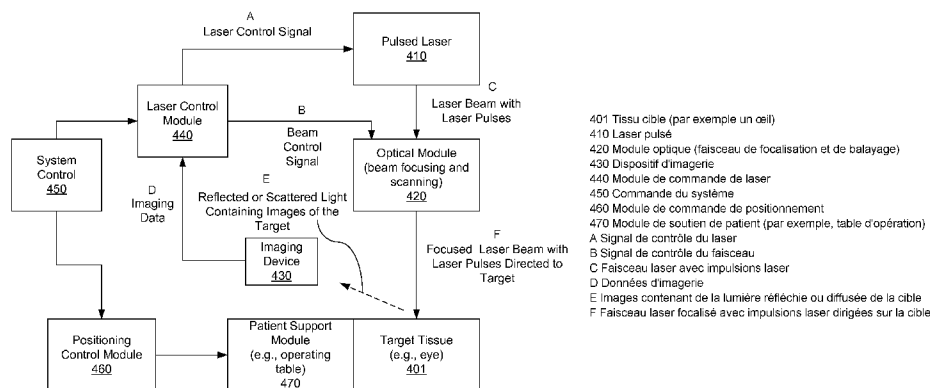 A
Laser Control Signal
Pulsed Laser
410
C
Laser Beam with
Laser Pulses
Laser Control
Module
440
B
Beam
Control
Signal
System
Control
450
Optical Module
(beam focusing and
scanning)
420
D
Imaging
Data
E
Reflected or Scattered Light
Containing Images of the
Target
Imaging
Device
430
F
Focused Laser Beam with
Laser Pulses Directed to
Target
Positioning
Control Module
460
Patient Support
Module
(e.g., operating
table)
470
Target Tissue
(e.g., eye)
401
401 Tissu cible (par exemple un œil)
410 Laser pulsé
420 Module optique (faisceau de focalisation et de balayage)
430 Dispositif d'imagerie
440 Module de commande de laser
450 Commande du système
460 Module de commande de positionnement
470 Module de soutien de patient (par exemple, table d'opération)
A Signal de contrôle du laser
B Signal de contrôle du faisceau
C Faisceau laser avec impulsions laser
D Données d'imagerie
E Images contenant de la lumière réfléchie ou diffusée de la cible
F Faisceau laser focalisé avec impulsions laser dirigées sur la cible